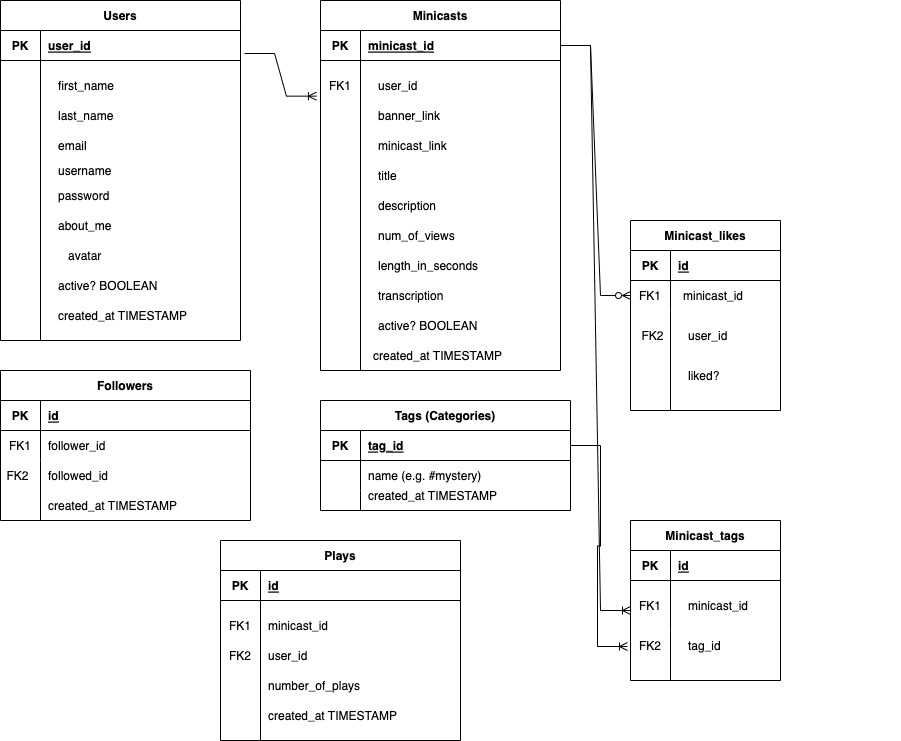 Users
PK user_id
first_name
last_name
email
username
password
about_me
avatar
active? BOOLEAN
created_at TIMESTAMP
Minicasts
PK minicast_id
FK1 user_id
banner_link
minicast_link
title
description
num_of_views
length_in_seconds
transcription
active? BOOLEAN
created_at TIMESTAMP
Minicast_likes
PK id
FK1 minicast_id
FK2 user_id
liked?
Followers
PK id
FK1 follower_id
FK2 followed_id
created_at TIMESTAMP
Tags (Categories)
PK tag_id
name (e.g. #mystery)
created_at TIMESTAMP
Minicast_tags
PK id
FK1 minicast_id
FK2 tag_id
Plays
PK id
FK1 minicast_id
FK2 user_id
number_of_plays
created_at TIMESTAMP